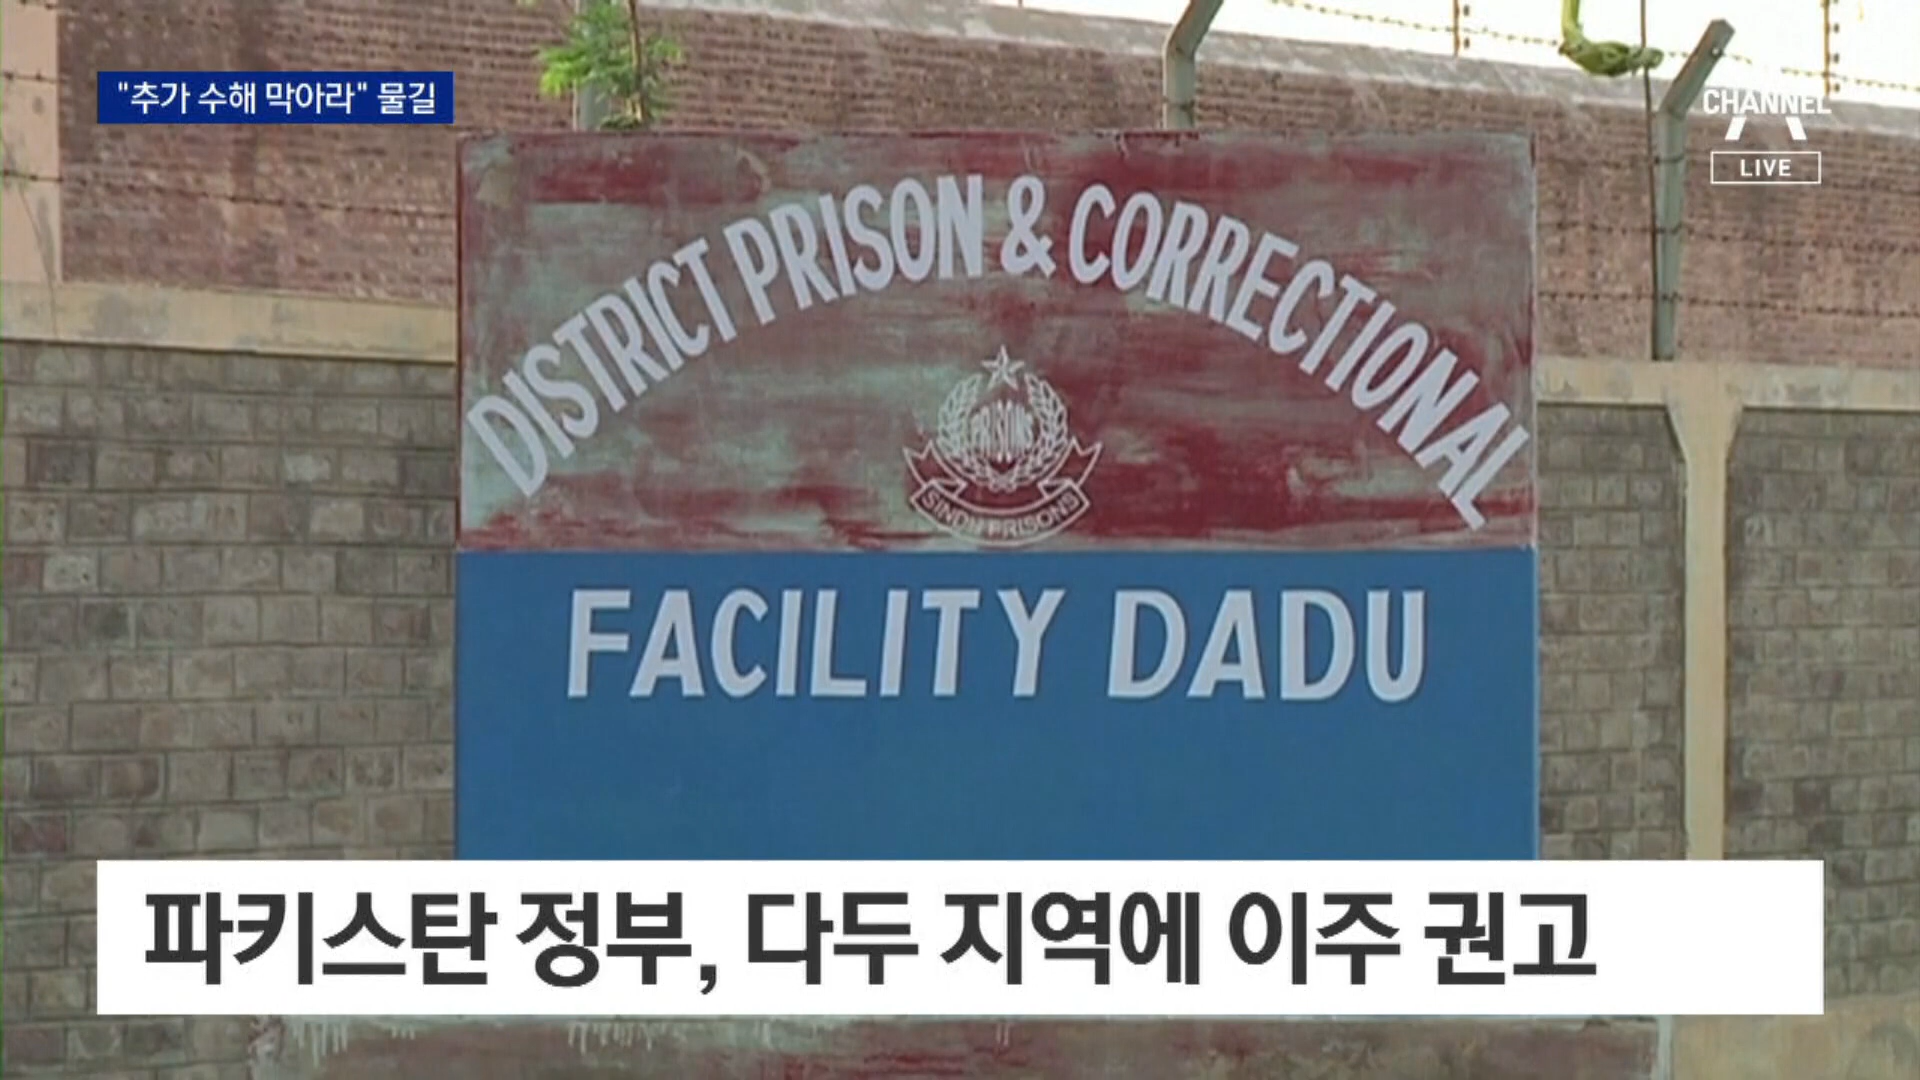 "추가 수해 막아라" 물길
CHANNEL A
LIVE
DISTRICT PRISON & CORRECTIONAL
PRISONS
SINDH PRISONS
FACILITY DADU
파키스탄 정부, 다두 지역에 이주 권고